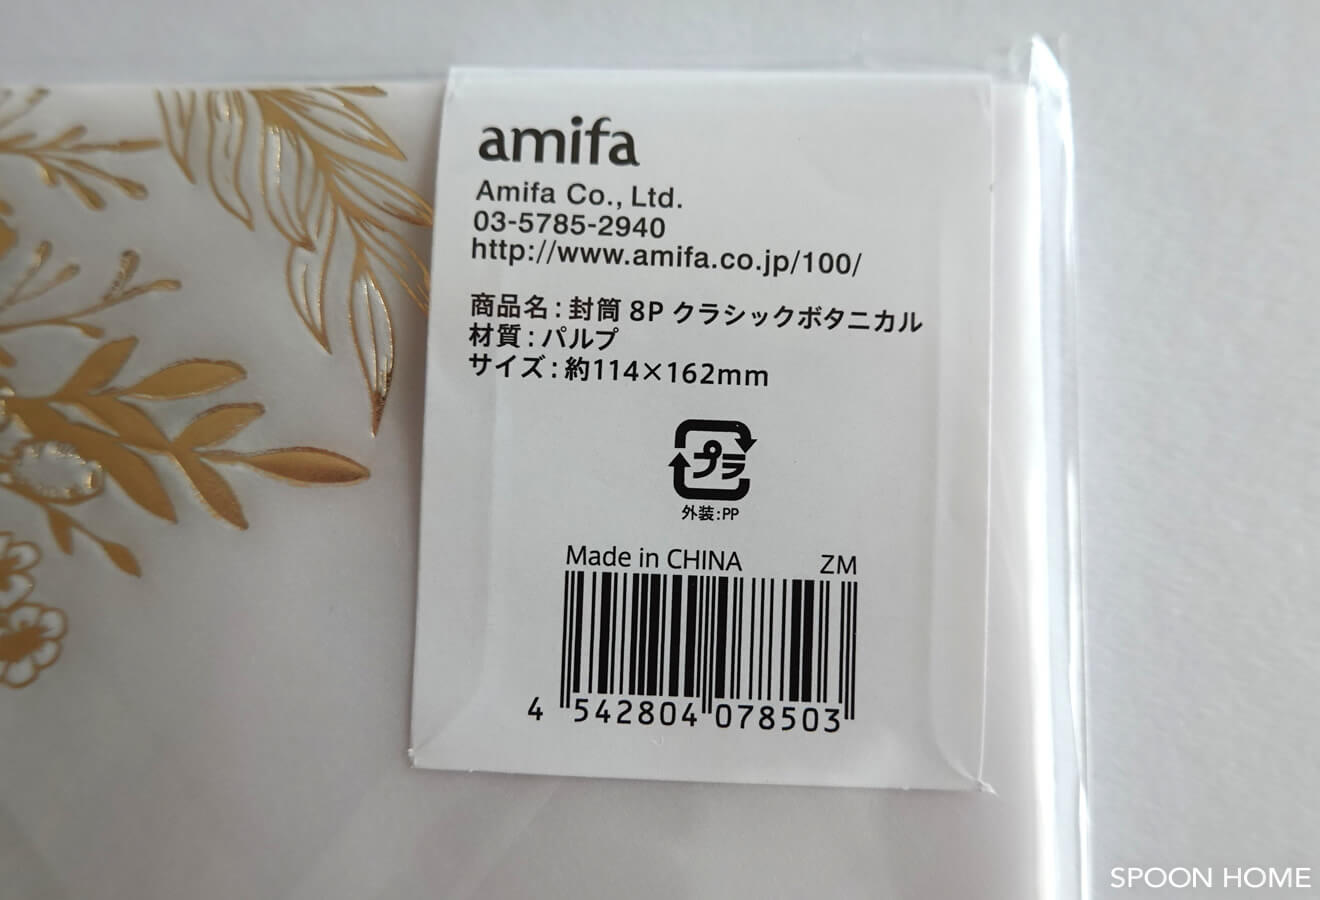 amifa
Amifa Co., Ltd.
03-5785-2940
http://www.amifa.co.jp/100/
商品名：封筒 8P クラシックボタニカル
材質：パルプ
サイズ：約114×162mm
プラ
外装：PP
Made in CHINA ZM
4 542804 078503
SPOON HOME